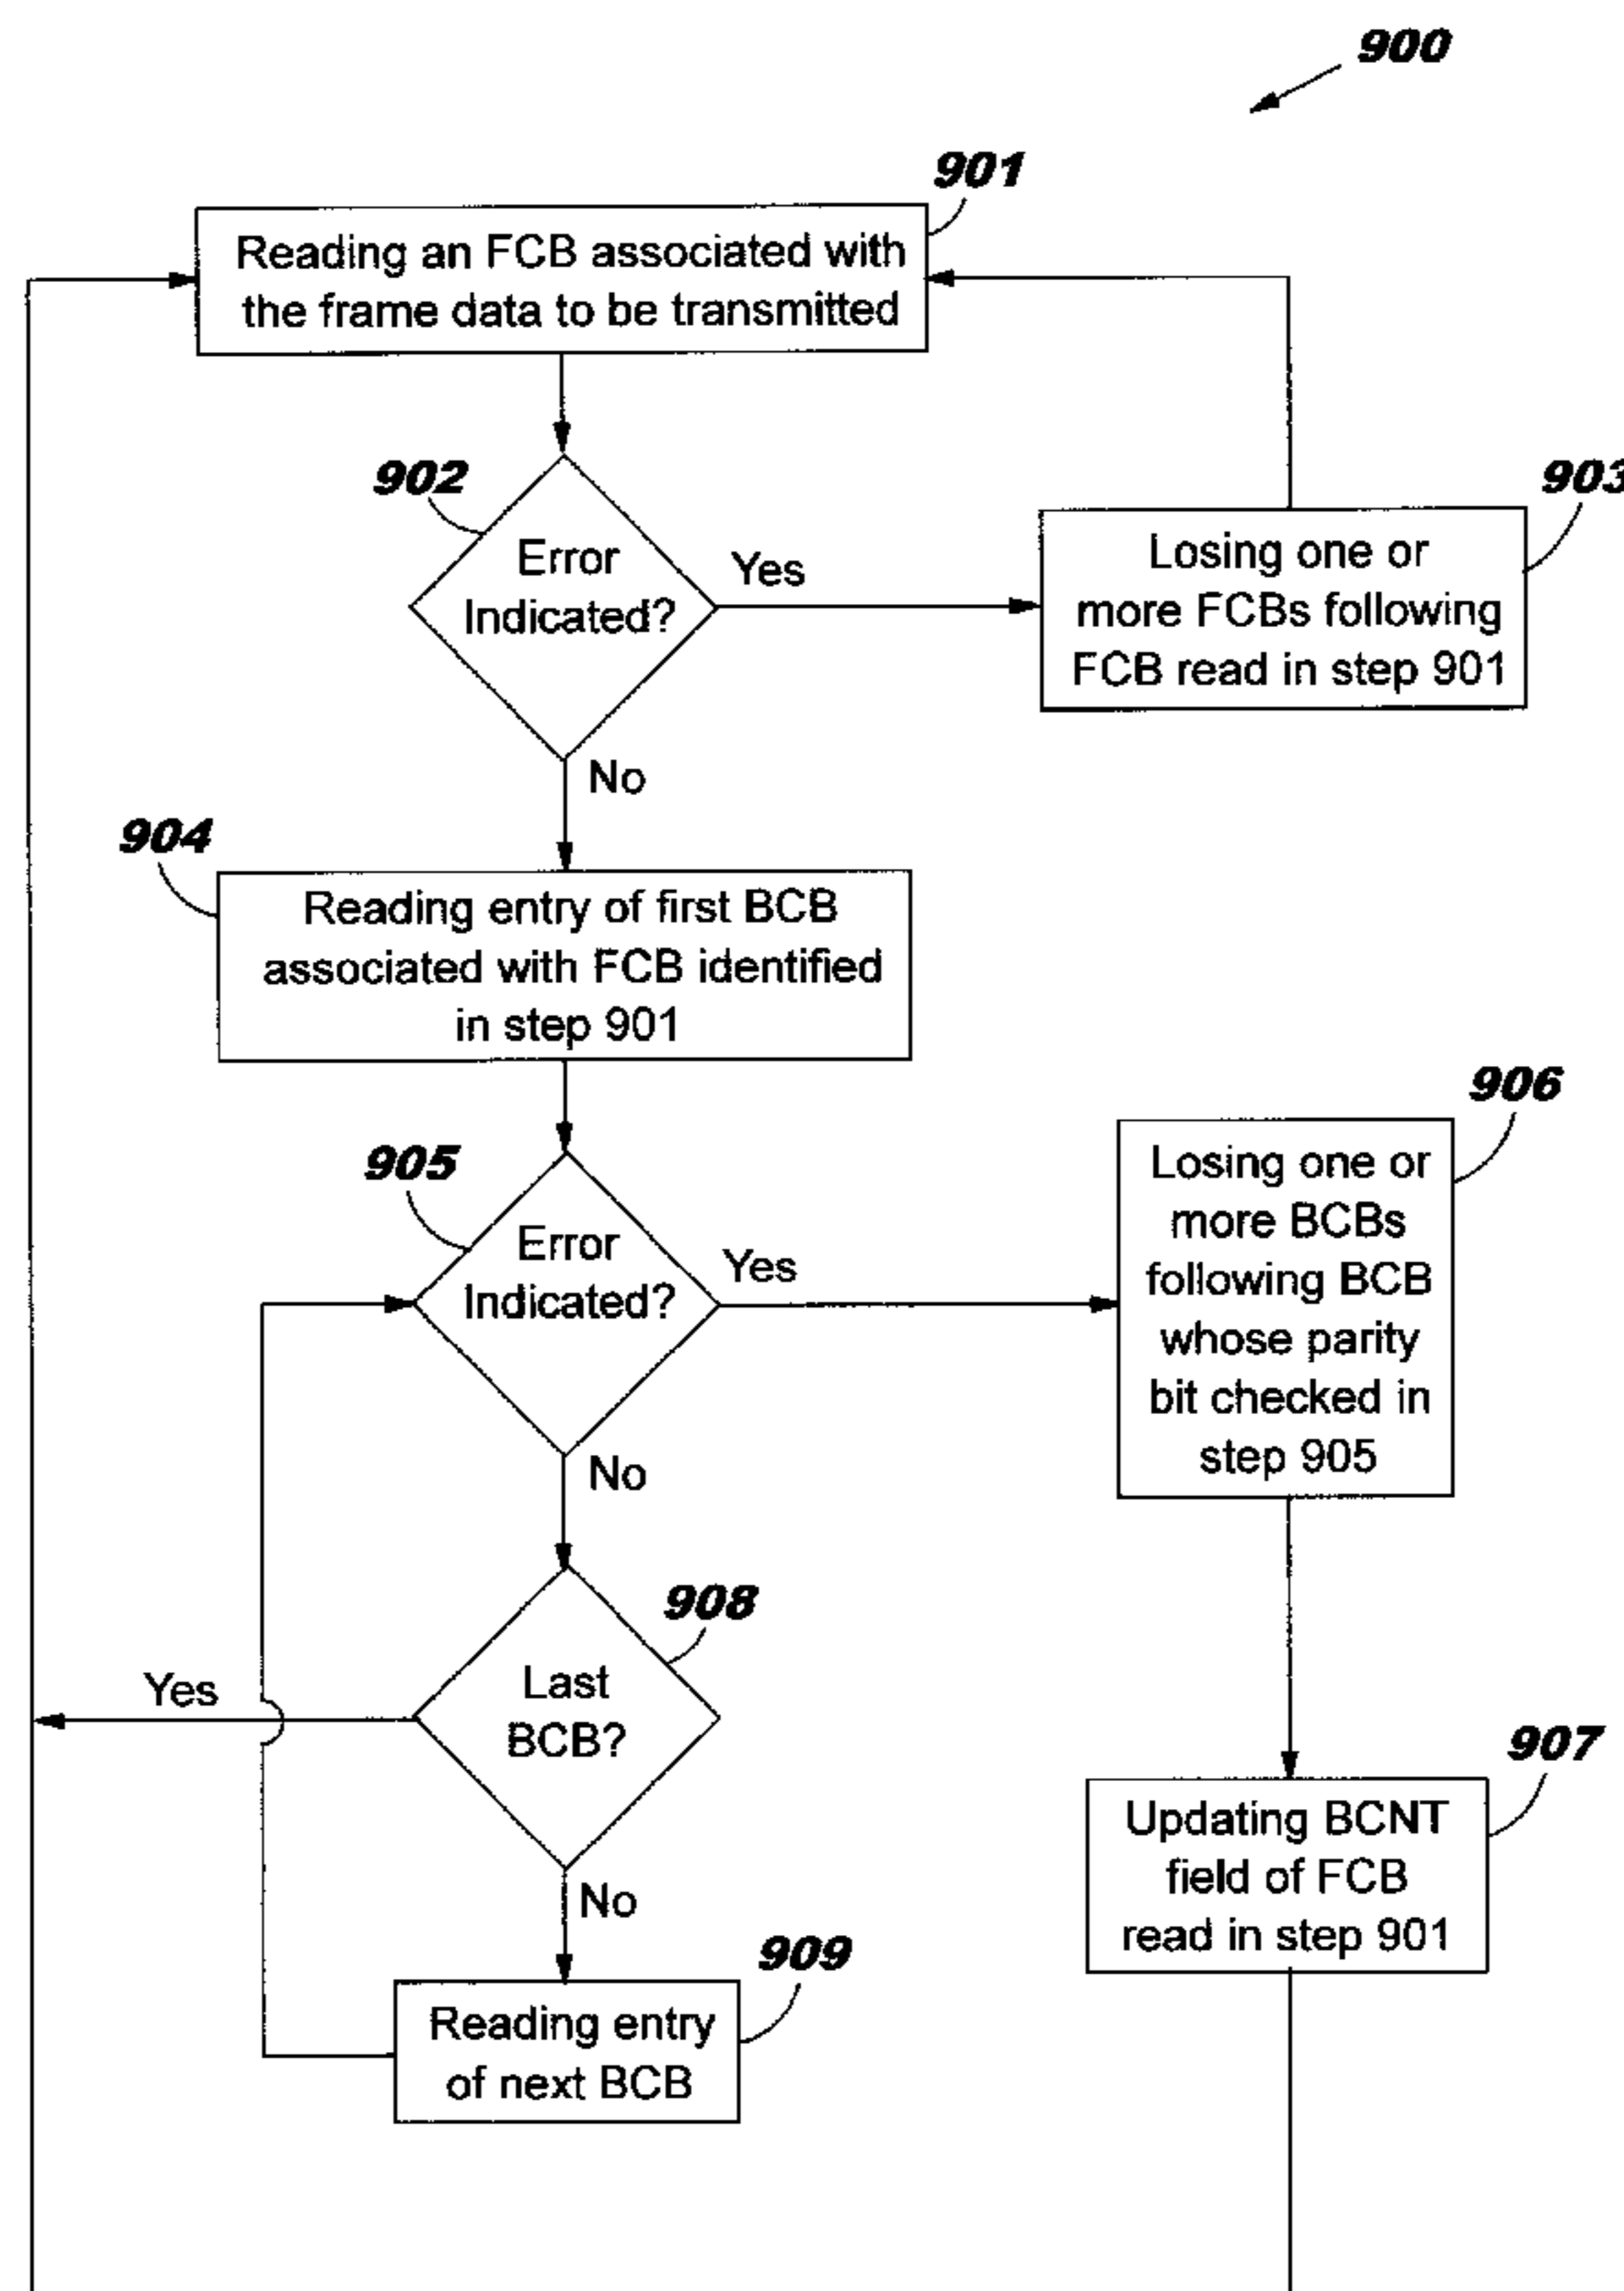 900
901
Reading an FCB associated with
the frame data to be transmitted
902
Error
Indicated?
Yes
903
Losing one or
more FCBs following
FCB read in step 901
No
904
Reading entry of first BCB
associated with FCB identified
in step 901
905
Error
Indicated?
Yes
906
Losing one or
more BCBs
following BCB
whose parity
bit checked in
step 905
No
908
Last
BCB?
Yes
907
Updating BCNT
field of FCB
read in step 901
No
909
Reading entry
of next BCB